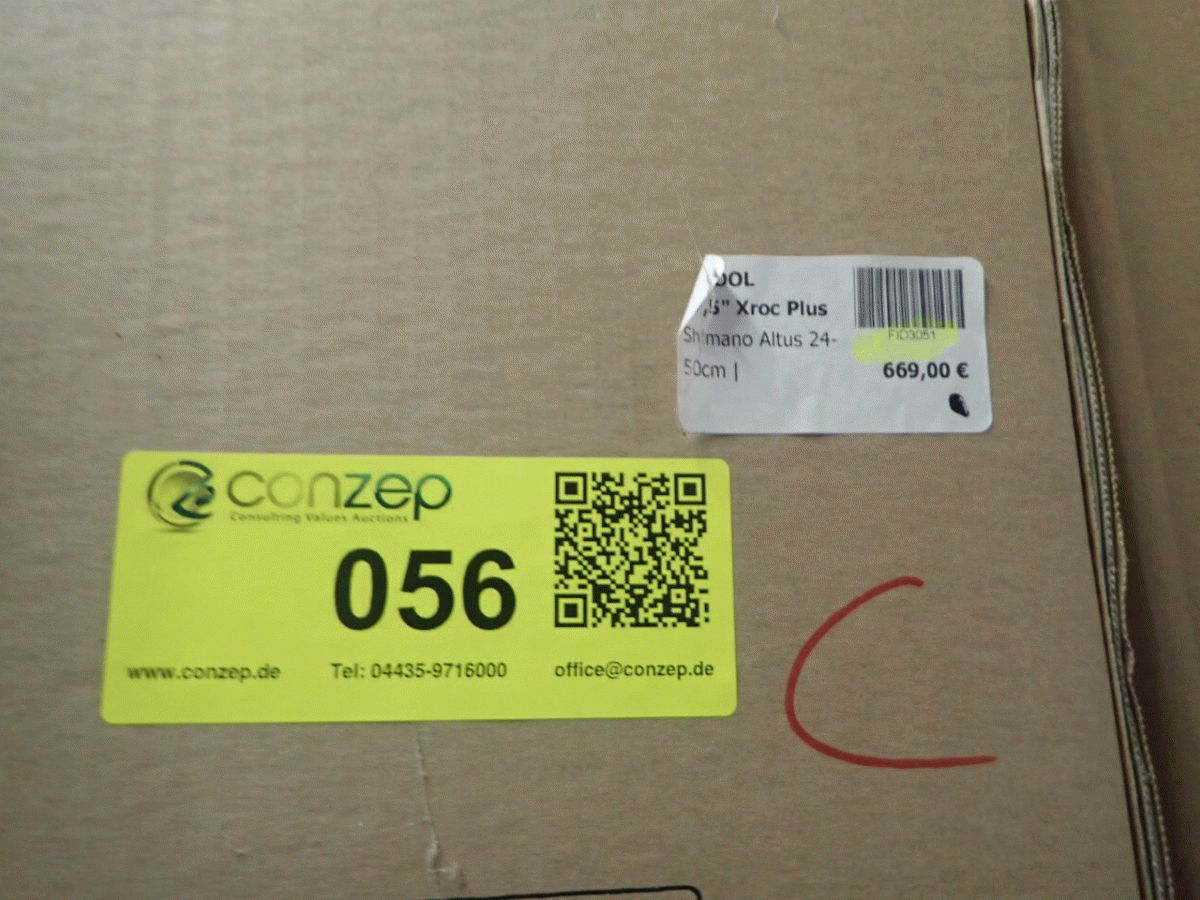 OOL
,5" Xroc Plus
Shimano Altus 24-
50cm |
FID3051
669,00 €
conzep
Consulting Values Auctions
056
www.conzep.de
Tel: 04435-9716000
office@conzep.de
C